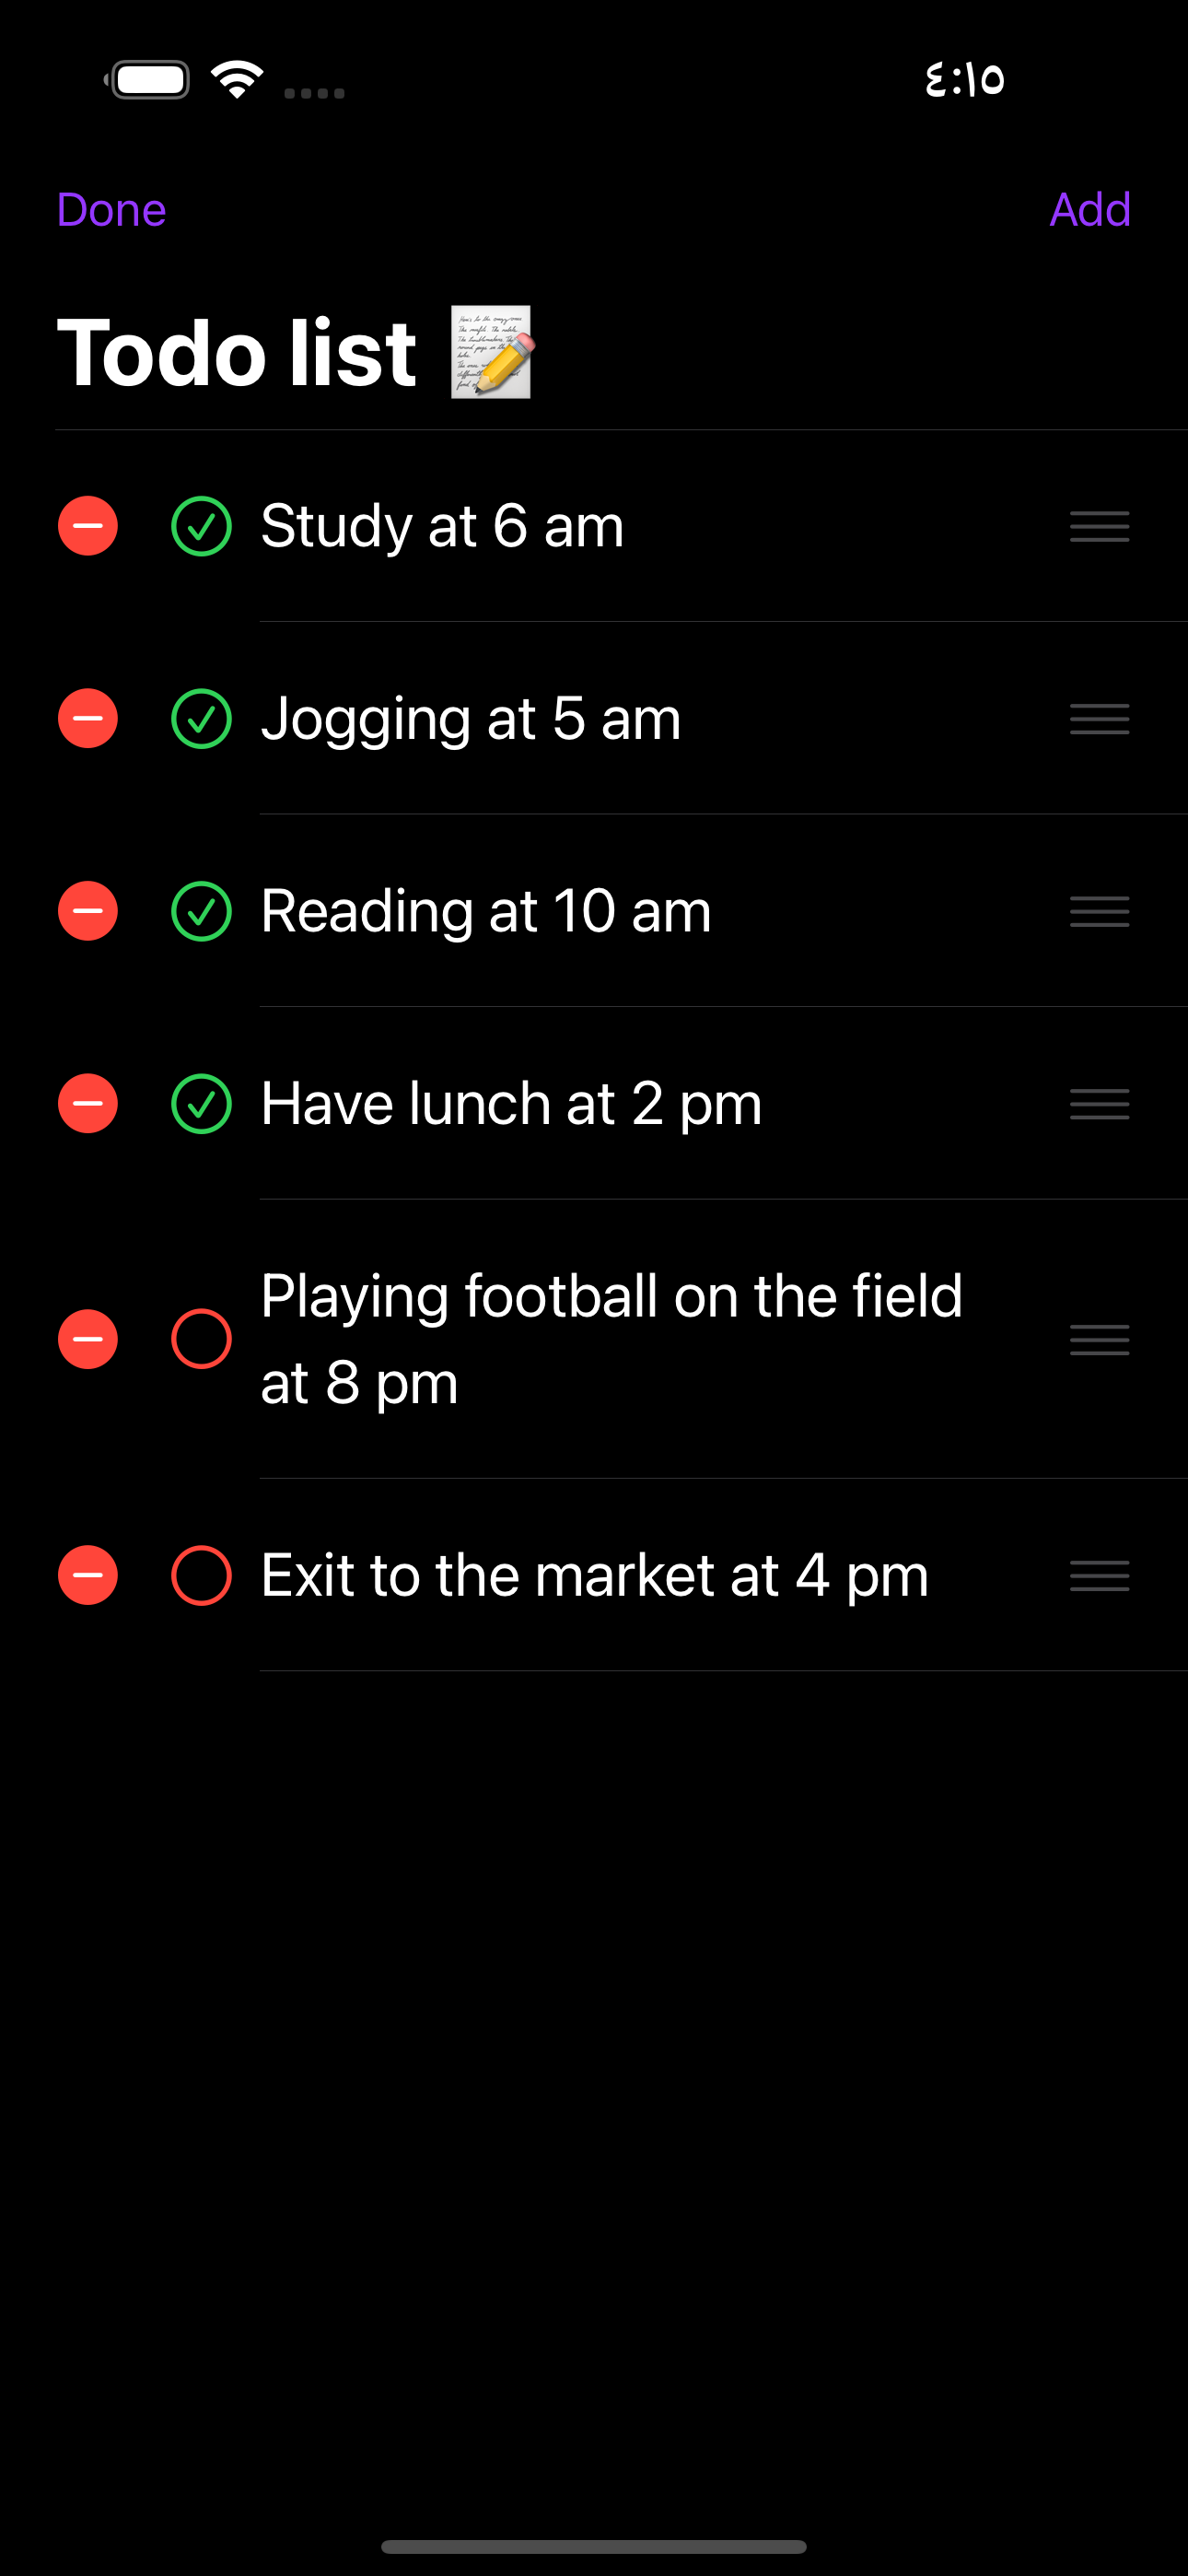 ٤:١٥
Done
Add
Todo list 📝
Study at 6 am
Jogging at 5 am
Reading at 10 am
Have lunch at 2 pm
Playing football on the field
at 8 pm
Exit to the market at 4 pm